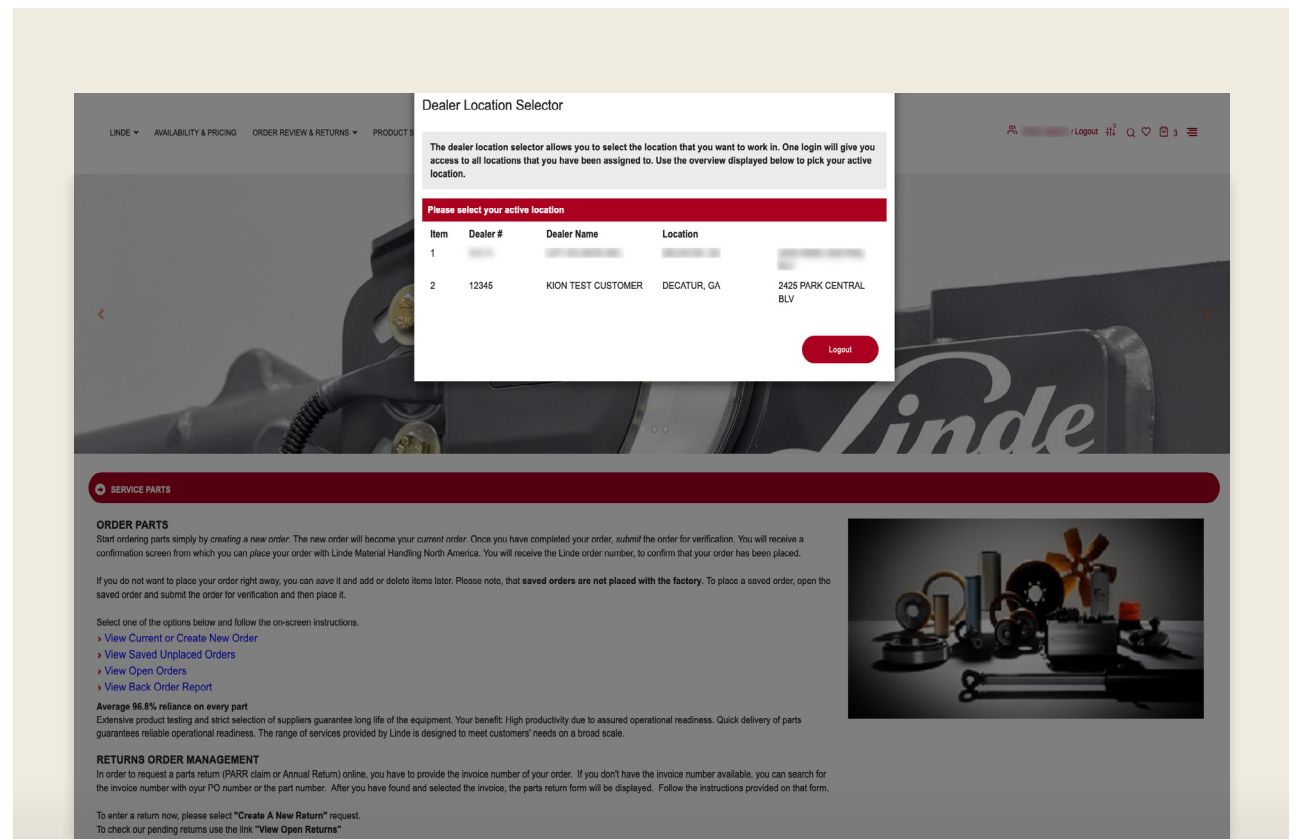 Dealer Location Selector
LINDE AVAILABILITY & PRICING ORDER REVIEW & RETURNS PRODUCT S
/ Logout 0 3
The dealer location selector allows you to select the location that you want to work in. One login will give you
access to all locations that you have been assigned to. Use the overview displayed below to pick your active
location.
Please select your active location
Item Dealer # Dealer Name Location
1
2 12345 KION TEST CUSTOMER DECATUR, GA 2425 PARK CENTRAL
BLV
Logout
Linde
SERVICE PARTS
ORDER PARTS
Start ordering parts simply by creating a new order. The new order will become your current order. Once you have completed your order, submit the order for verification. You will receive a
confirmation screen from which you can place your order with Linde Material Handling North America. You will receive the Linde order number, to confirm that your order has been placed.
If you do not want to place your order right away, you can save it and add or delete items later. Please note, that saved orders are not placed with the factory. To place a saved order, open the
saved order and submit the order for verification and then place it.
Select one of the options below and follow the on-screen instructions.
View Current or Create New Order
View Saved Unplaced Orders
View Open Orders
View Back Order Report
Average 96.8% reliance on every part
Extensive product testing and strict selection of suppliers guarantee long life of the equipment. Your benefit: High productivity due to assured operational readiness. Quick delivery of parts
guarantees reliable operational readiness. The range of services provided by Linde is designed to meet customers' needs on a broad scale.
RETURNS ORDER MANAGEMENT
In order to request a parts return (PARR claim or Annual Return) online, you have to provide the invoice number of your order. If you don't have the invoice number available, you can search for
the invoice number with oyur PO number or the part number. After you have found and selected the invoice, the parts return form will be displayed. Follow the instructions provided on that form.
To enter a return now, please select "Create A New Return" request.
To check our pending returns use the link "View Open Returns"